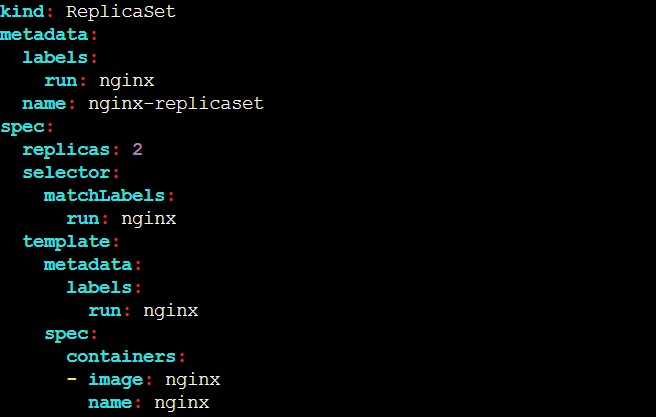 kind: ReplicaSet
metadata:
  labels:
    run: nginx
  name: nginx-replicaset
spec:
  replicas: 2
  selector:
    matchLabels:
      run: nginx
  template:
    metadata:
      labels:
        run: nginx
    spec:
      containers:
      - image: nginx
        name: nginx